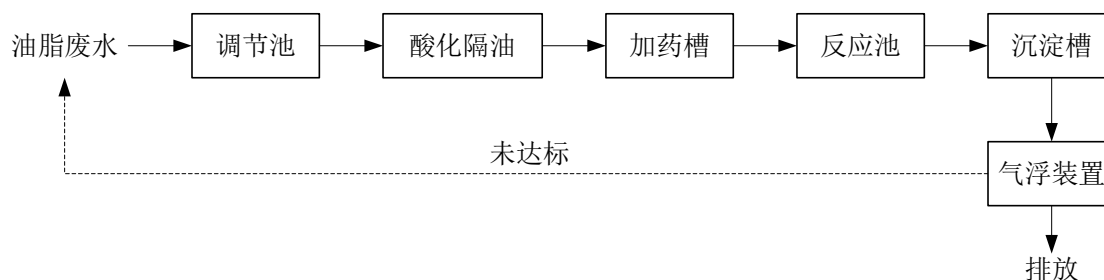 油脂废水
调节池
酸化隔油
加药槽
反应池
沉淀槽
未达标
气浮装置
排放